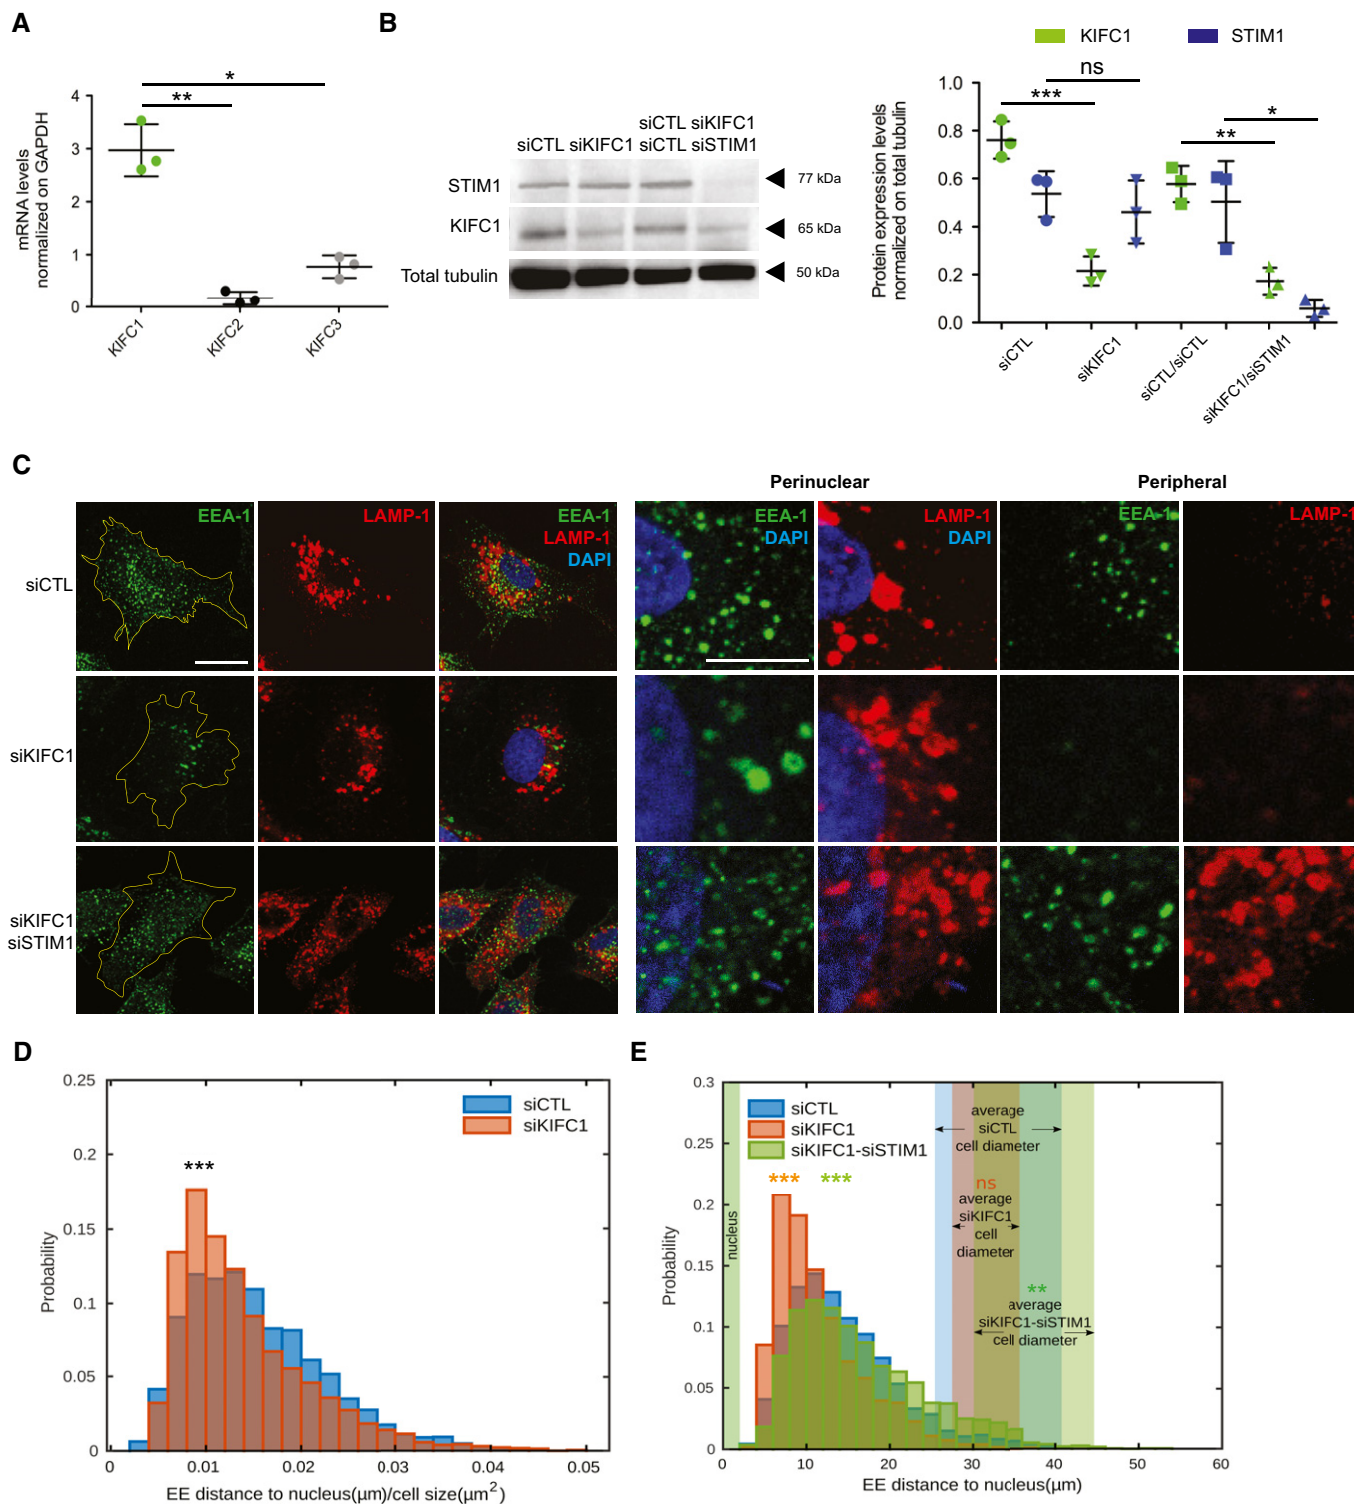 A
mRNA levels
normalized on GAPDH
4
3
2
1
0
*
**
KIFC1
KIFC2
KIFC3
B
siCTL siKIFC1
siCTL siKIFC1 siCTL siSTIM1
STIM1
77 kDa
KIFC1
65 kDa
Total tubulin
50 kDa
KIFC1
STIM1
Protein expression levels
normalized on total tubulin
1.0
0.8
0.6
0.4
0.2
0.0
ns
***
*
**
siCTL
siKIFC1
siCTL/siCTL
siKIFC1/siSTIM1
C
Perinuclear
Peripheral
siCTL
EEA-1
LAMP-1
EEA-1
LAMP-1
DAPI
EEA-1
DAPI
LAMP-1
DAPI
EEA-1
LAMP-1
siKIFC1
siKIFC1
siSTIM1
D
Probability
0.25
0.2
0.15
0.1
0.05
0
***
siCTL
siKIFC1
0
0.01
0.02
0.03
0.04
0.05
EE distance to nucleus(µm)/cell size(µm²)
E
Probability
0.3
0.25
0.2
0.15
0.1
0.05
0
nucleus
siCTL
siKIFC1
siKIFC1-siSTIM1
***
***
average
siCTL
cell diameter
ns
average
siKIFC1
cell
diameter
**
average
siKIFC1-siSTIM1
cell diameter
0
10
20
30
40
50
60
EE distance to nucleus(µm)